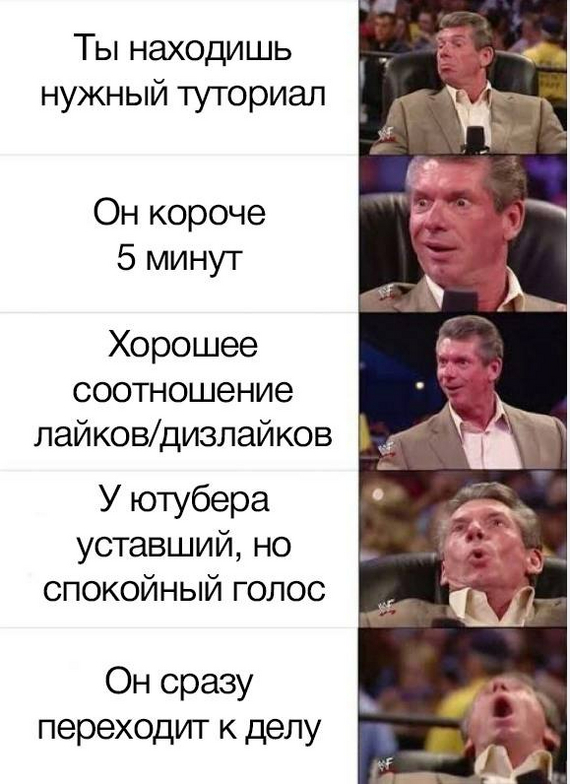 Ты находишь
нужный туториал
Он короче
5 минут
Хорошее
соотношение
лайков/дизлайков
У ютубера
уставший, но
спокойный голос
Он сразу
переходит к делу